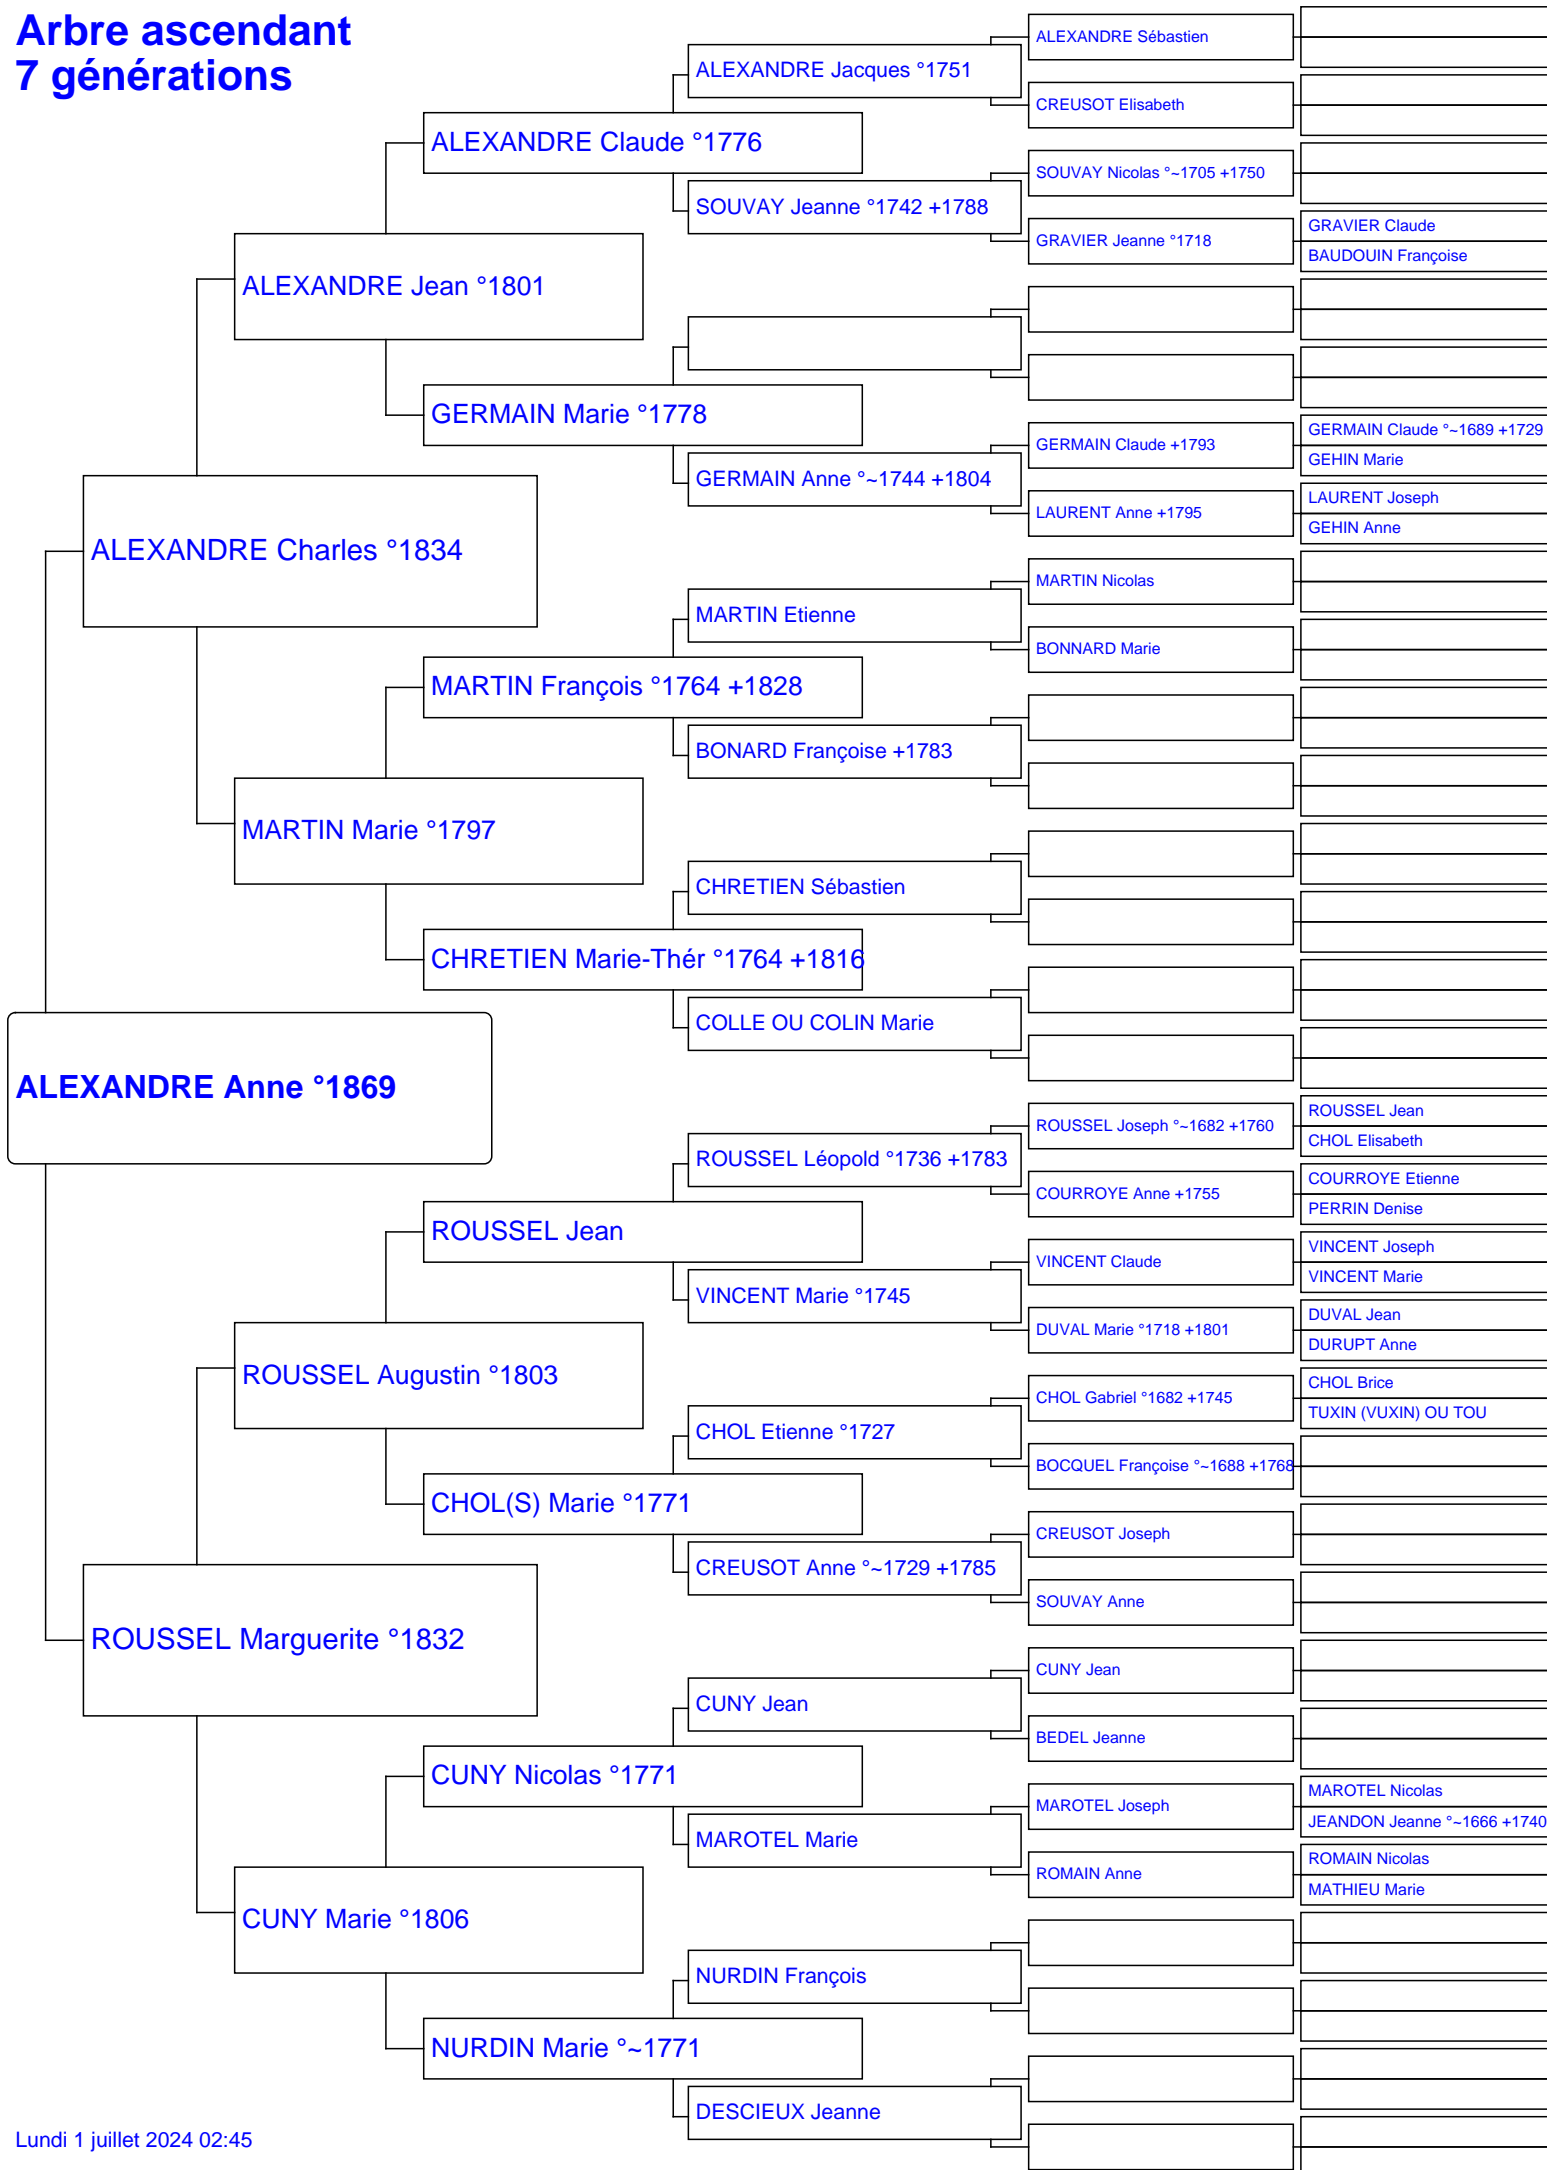 Arbre ascendant
7 générations
ALEXANDRE Anne °1869
ALEXANDRE Charles °1834
ROUSSEL Marguerite °1832
ALEXANDRE Jean °1801
MARTIN Marie °1797
ROUSSEL Augustin °1803
CUNY Marie °1806
ALEXANDRE Claude °1776
GERMAIN Marie °1778
MARTIN François °1764 +1828
CHRETIEN Marie-Thér °1764 +1816
ROUSSEL Jean
CHOL(S) Marie °1771
CUNY Nicolas °1771
NURDIN Marie °~1771
ALEXANDRE Jacques °1751
SOUVAY Jeanne °1742 +1788
GERMAIN Anne °~1744 +1804
MARTIN Etienne
BONARD Françoise +1783
CHRETIEN Sébastien
COLLE OU COLIN Marie
ROUSSEL Léopold °1736 +1783
VINCENT Marie °1745
CHOL Etienne °1727
CREUSOT Anne °~1729 +1785
CUNY Jean
MAROTEL Marie
NURDIN François
DESCIEUX Jeanne
ALEXANDRE Sébastien
CREUSOT Elisabeth
SOUVAY Nicolas °~1705 +1750
GRAVIER Jeanne °1718
GERMAIN Claude +1793
LAURENT Anne +1795
MARTIN Nicolas
BONNARD Marie
ROUSSEL Joseph °~1682 +1760
COURROYE Anne +1755
VINCENT Claude
DUVAL Marie °1718 +1801
CHOL Gabriel °1682 +1745
BOCQUEL Françoise °~1688 +1768
CREUSOT Joseph
SOUVAY Anne
CUNY Jean
BEDEL Jeanne
MAROTEL Joseph
ROMAIN Anne
GRAVIER Claude
BAUDOUIN Françoise
GERMAIN Claude °~1689 +1729
GEHIN Marie
LAURENT Joseph
GEHIN Anne
ROUSSEL Jean
CHOL Elisabeth
COURROYE Etienne
PERRIN Denise
VINCENT Joseph
VINCENT Marie
DUVAL Jean
DURUPT Anne
CHOL Brice
TUXIN (VUXIN) OU TOU
MAROTEL Nicolas
JEANDON Jeanne °~1666 +1740
ROMAIN Nicolas
MATHIEU Marie
Lundi 1 juillet 2024 02:45